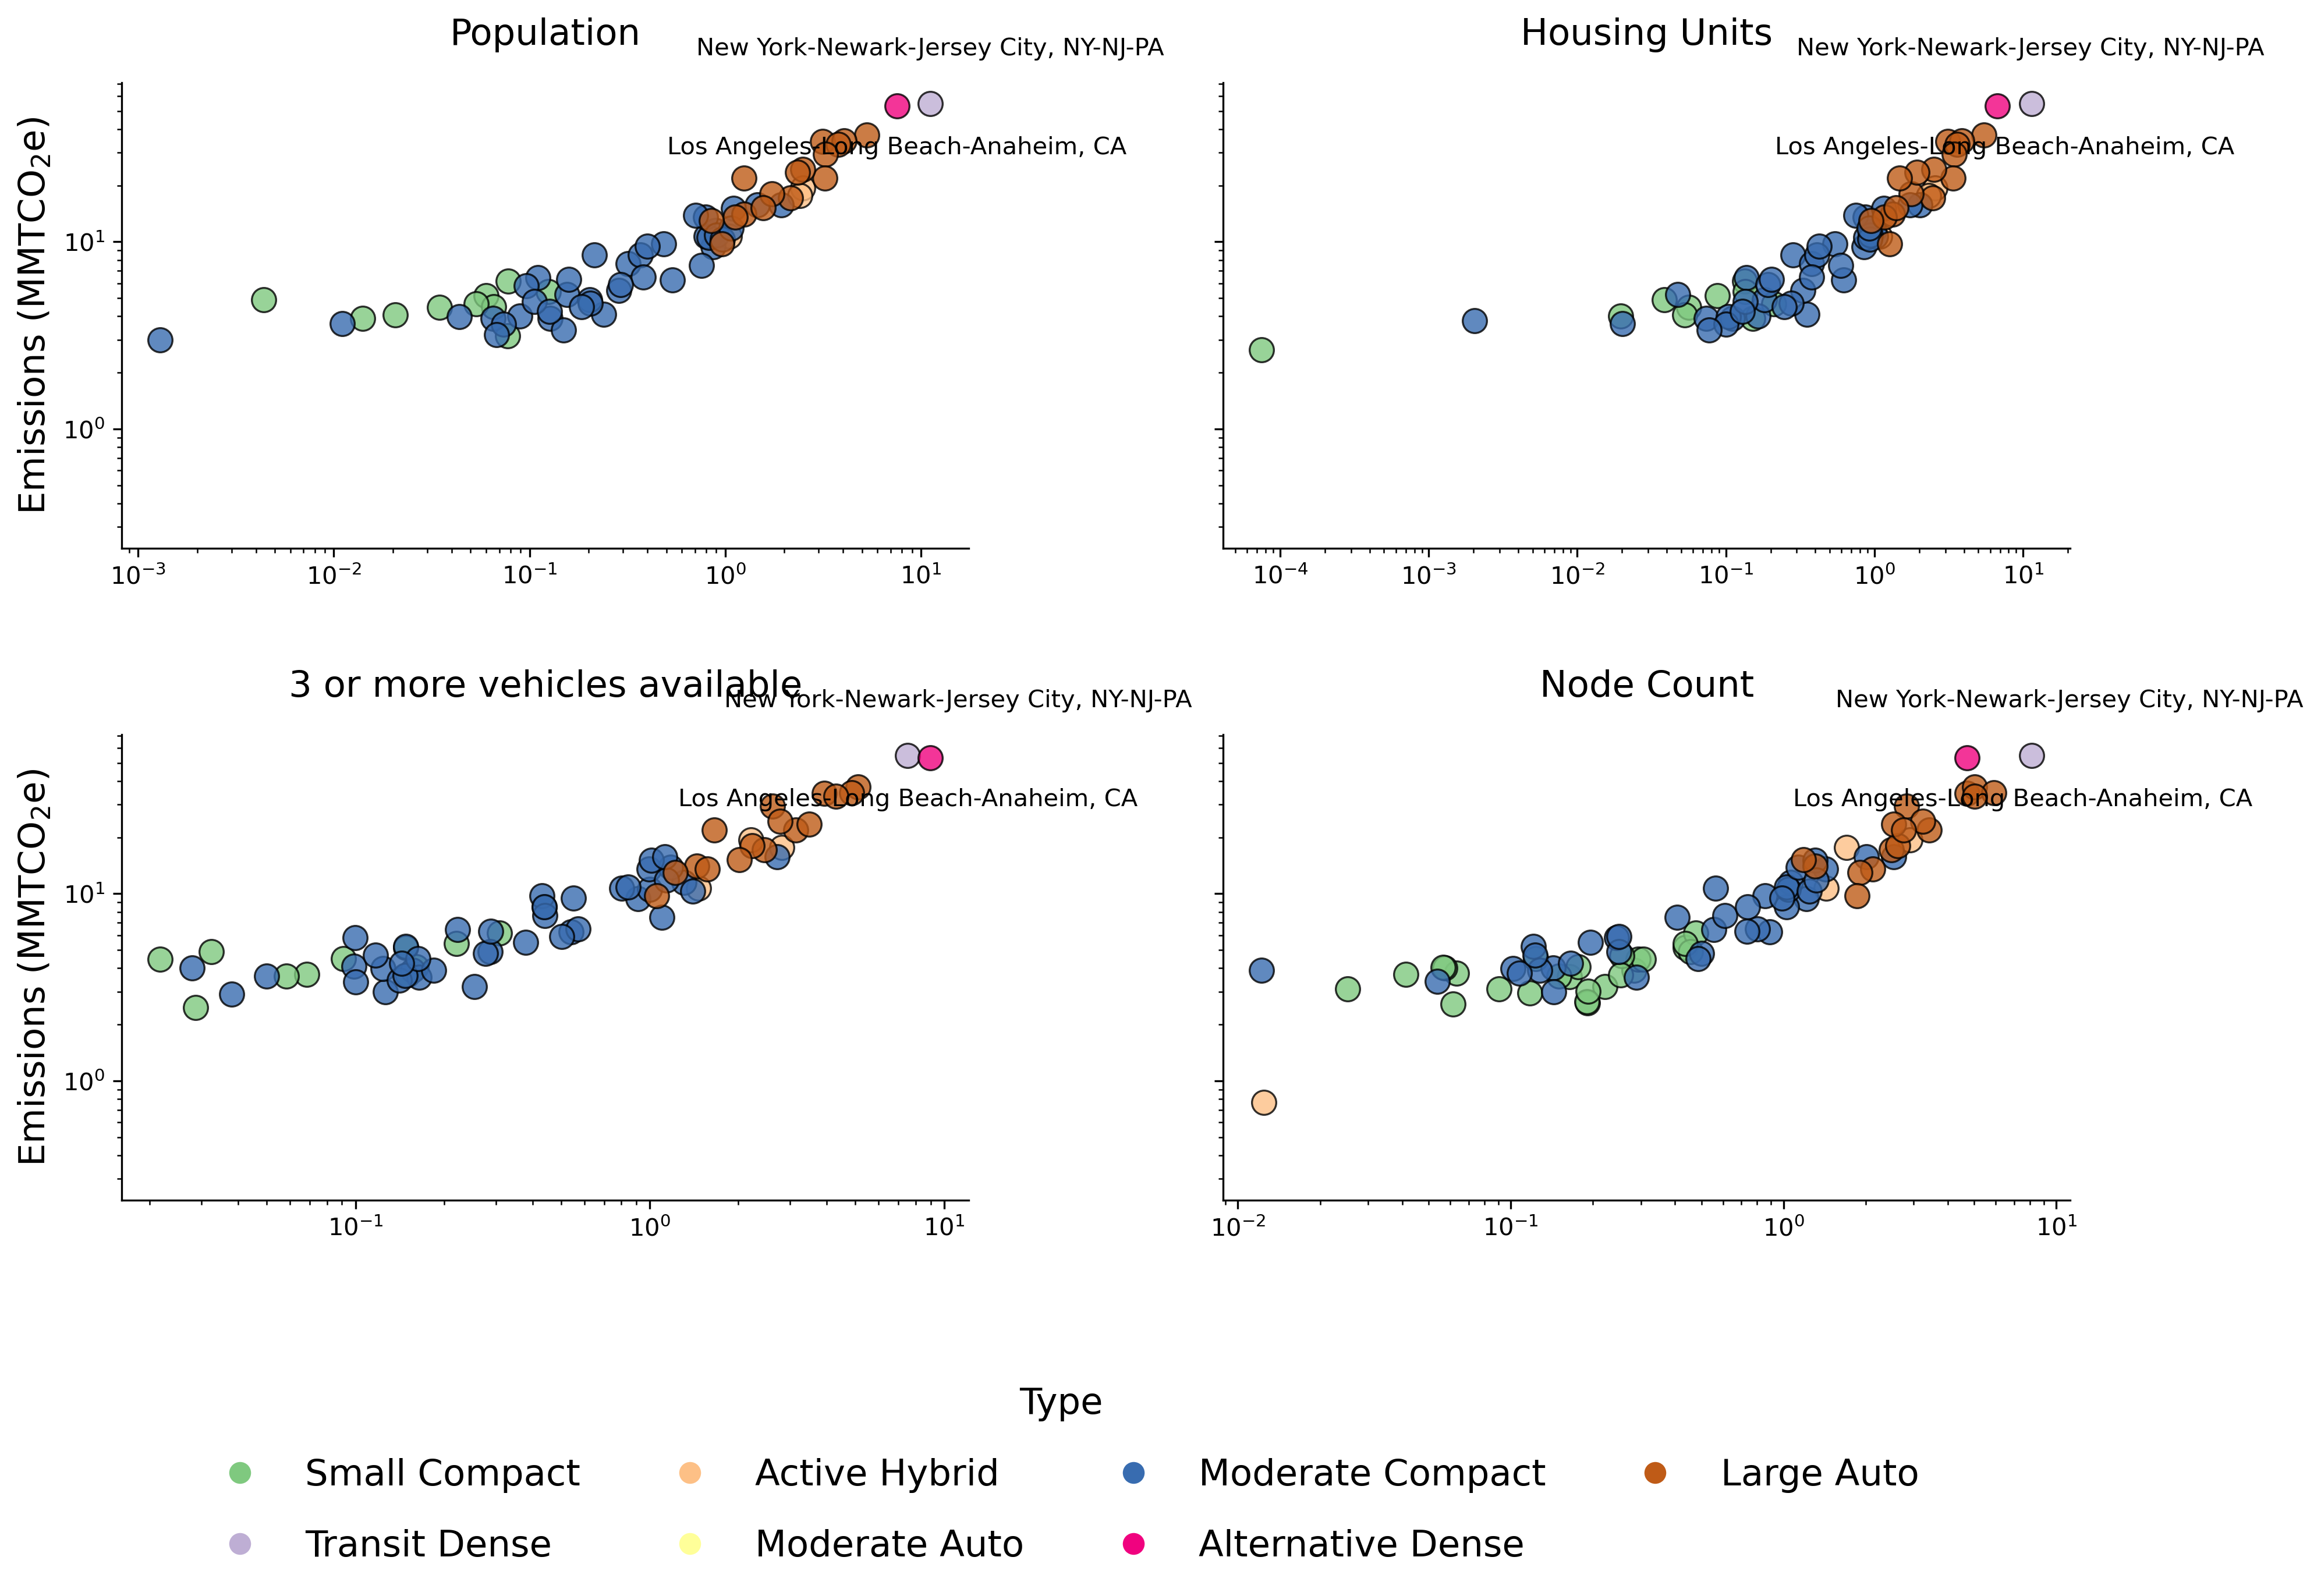 Population
New York-Newark-Jersey City, NY-NJ-PA
Los Angeles-Long Beach-Anaheim, CA
Emissions (MMTCO₂e)
10¹
10⁰
10⁻³ 10⁻² 10⁻¹ 10⁰ 10¹
Housing Units
New York-Newark-Jersey City, NY-NJ-PA
Los Angeles-Long Beach-Anaheim, CA
10⁻⁴ 10⁻³ 10⁻² 10⁻¹ 10⁰ 10¹
3 or more vehicles available
New York-Newark-Jersey City, NY-NJ-PA
Los Angeles-Long Beach-Anaheim, CA
Emissions (MMTCO₂e)
10¹
10⁰
10⁻¹ 10⁰ 10¹
Node Count
New York-Newark-Jersey City, NY-NJ-PA
Los Angeles-Long Beach-Anaheim, CA
10⁻² 10⁻¹ 10⁰ 10¹
Type
Small Compact Active Hybrid Moderate Compact Large Auto
Transit Dense Moderate Auto Alternative Dense